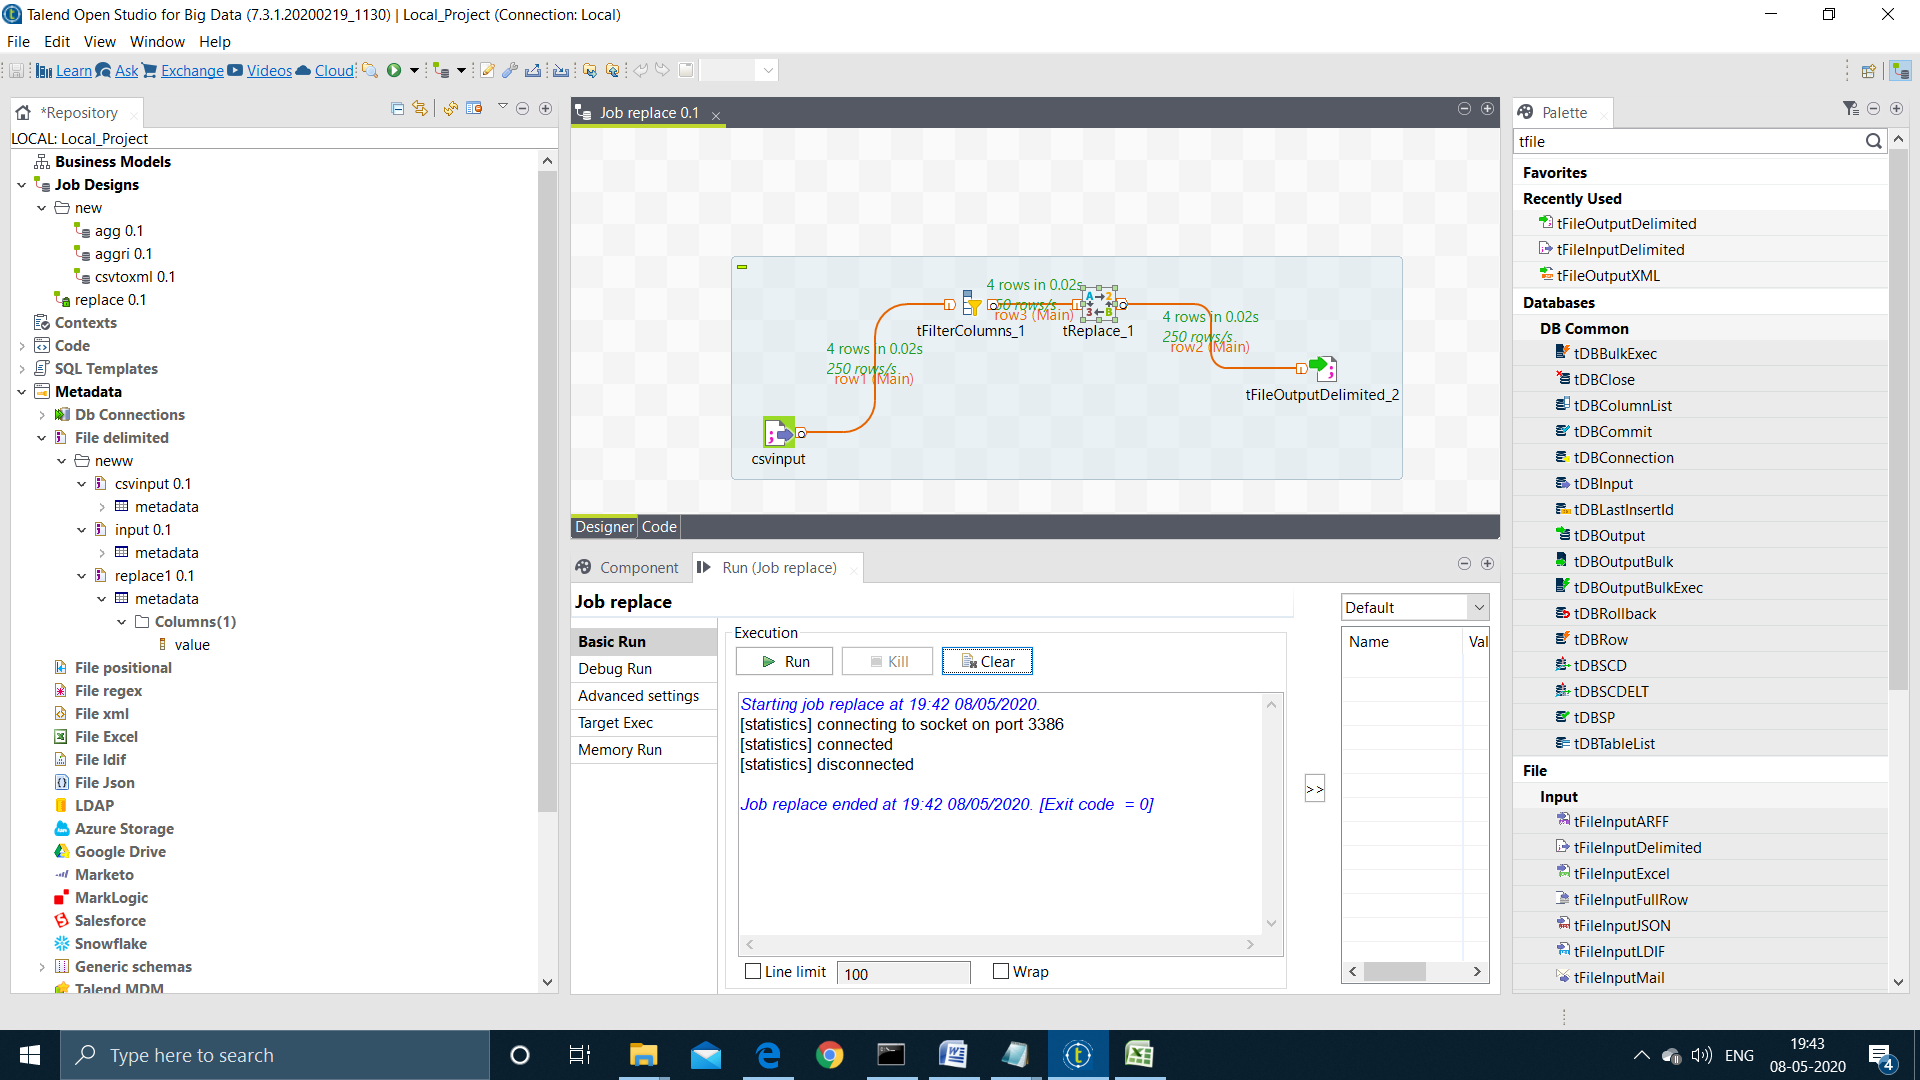 Talend Open Studio for Big Data (7.3.1.20200219_1130) | Local_Project (Connection: Local)
File Edit View Window Help
Learn Ask Exchange Videos Cloud
*Repository
LOCAL: Local_Project
Business Models
Job Designs
new
agg 0.1
aggri 0.1
csvtoxml 0.1
replace 0.1
Contexts
Code
SQL Templates
Metadata
Db Connections
File delimited
neww
csvinput 0.1
metadata
input 0.1
metadata
replace1 0.1
metadata
Columns(1)
value
File positional
File regex
File xml
File Excel
File ldif
File Json
LDAP
Azure Storage
Google Drive
Marketo
MarkLogic
Salesforce
Snowflake
Generic schemas
Talend MDM
Job replace 0.1
4 rows in 0.02s
row3 (Main)
tFilterColumns_1
tReplace_1
4 rows in 0.02s
250 rows/s
row2 (Main)
4 rows in 0.02s
250 rows/s
row1 (Main)
tFileOutputDelimited_2
csvinput
Designer Code
Component Run (Job replace)
Job replace
Basic Run
Debug Run
Advanced settings
Target Exec
Memory Run
Execution
Run Kill Clear
Starting job replace at 19:42 08/05/2020.
[statistics] connecting to socket on port 3386
[statistics] connected
[statistics] disconnected
Job replace ended at 19:42 08/05/2020. [Exit code  = 0]
Line limit 100 Wrap
>>
Default
Name Val
Palette
tfile
Favorites
Recently Used
tFileOutputDelimited
tFileInputDelimited
tFileOutputXML
Databases
DB Common
tDBBulkExec
tDBClose
tDBColumnList
tDBCommit
tDBConnection
tDBInput
tDBLastInsertId
tDBOutput
tDBOutputBulk
tDBOutputBulkExec
tDBRollback
tDBRow
tDBSCD
tDBSCDELT
tDBSP
tDBTableList
File
Input
tFileInputARFF
tFileInputDelimited
tFileInputExcel
tFileInputFullRow
tFileInputJSON
tFileInputLDIF
tFileInputMail
Type here to search
ENG
19:43
08-05-2020
4